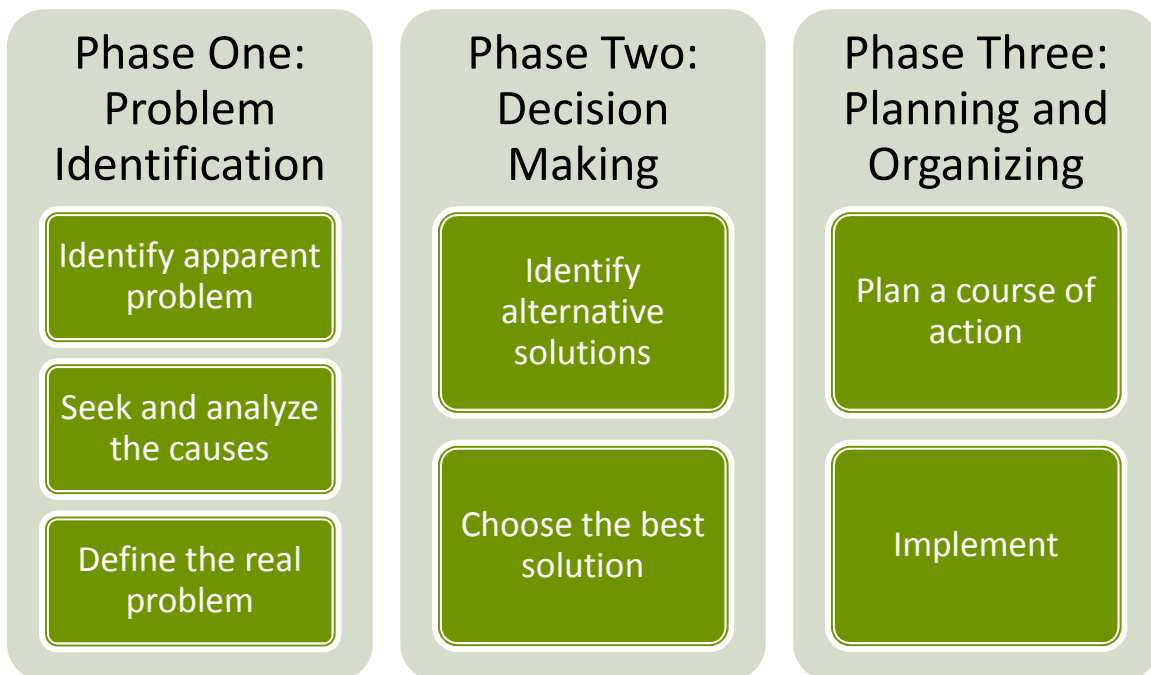 Phase One:
Problem
Identification
Identify apparent
problem
Seek and analyze
the causes
Define the real
problem
Phase Two:
Decision
Making
Identify
alternative
solutions
Choose the best
solution
Phase Three:
Planning and
Organizing
Plan a course of
action
Implement